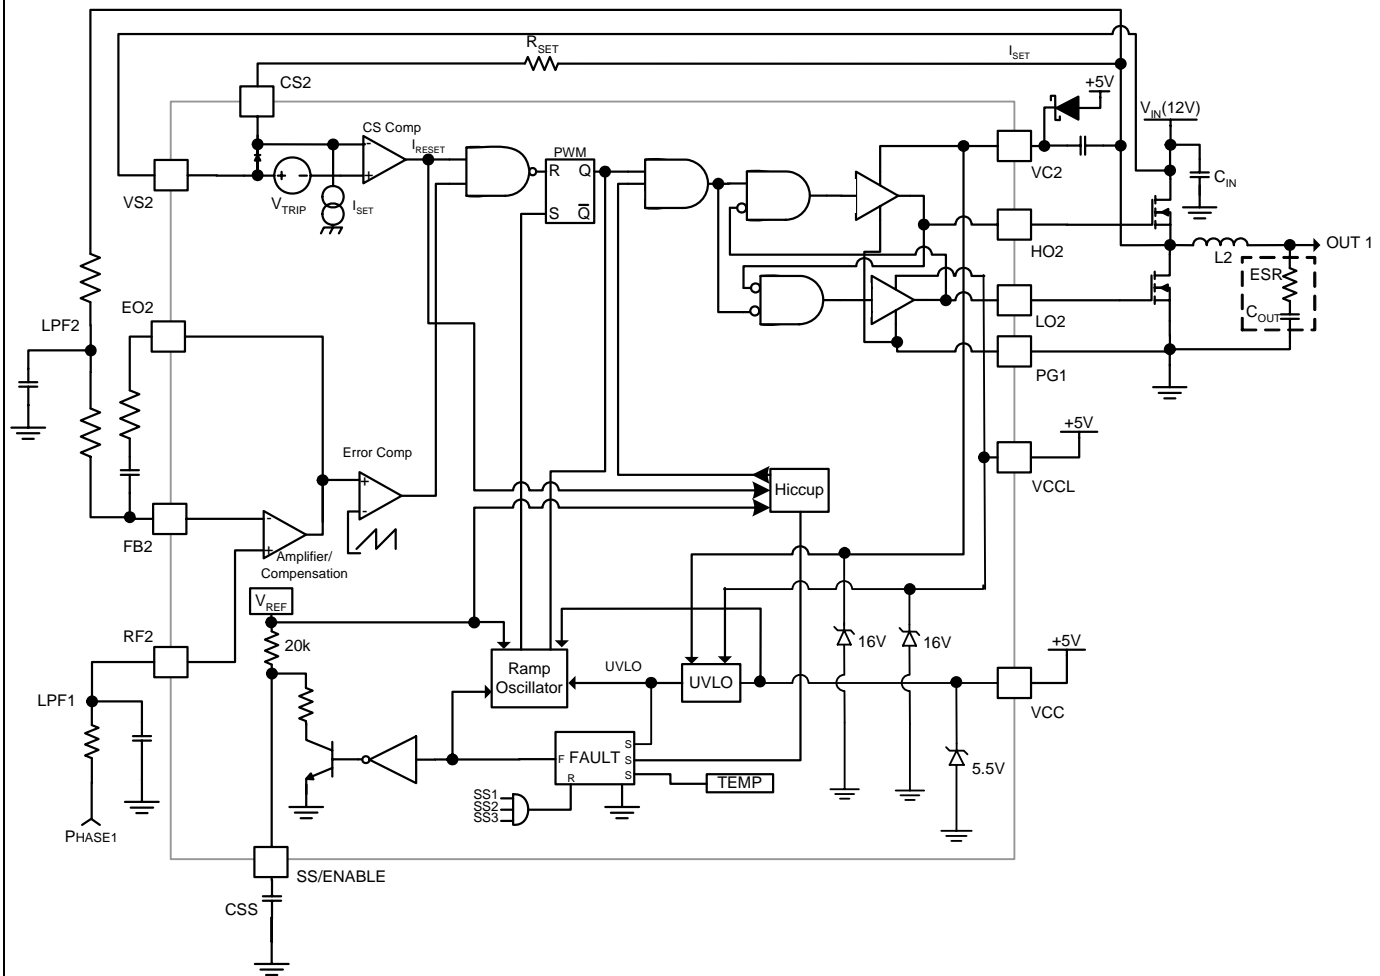 R_SET
I_SET
CS2
+5V
V_IN(12V)
CS Comp
I_RESET
PWM
VC2
C_IN
R Q
VS2
V_TRIP
I_SET
S Q̅
HO2
OUT 1
L2
ESR
EO2
LPF2
LO2
C_OUT
PG1
+5V
Error Comp
VCCL
Hiccup
FB2
Amplifier/
Compensation
V_REF
RF2
20k
16V
16V
+5V
Ramp
Oscillator
UVLO
UVLO
LPF1
VCC
F FAULT S
S
S
R
5.5V
TEMP
SS1
SS2
SS3
PHASE1
SS/ENABLE
CSS
+
-
-
+
+
-
-
+